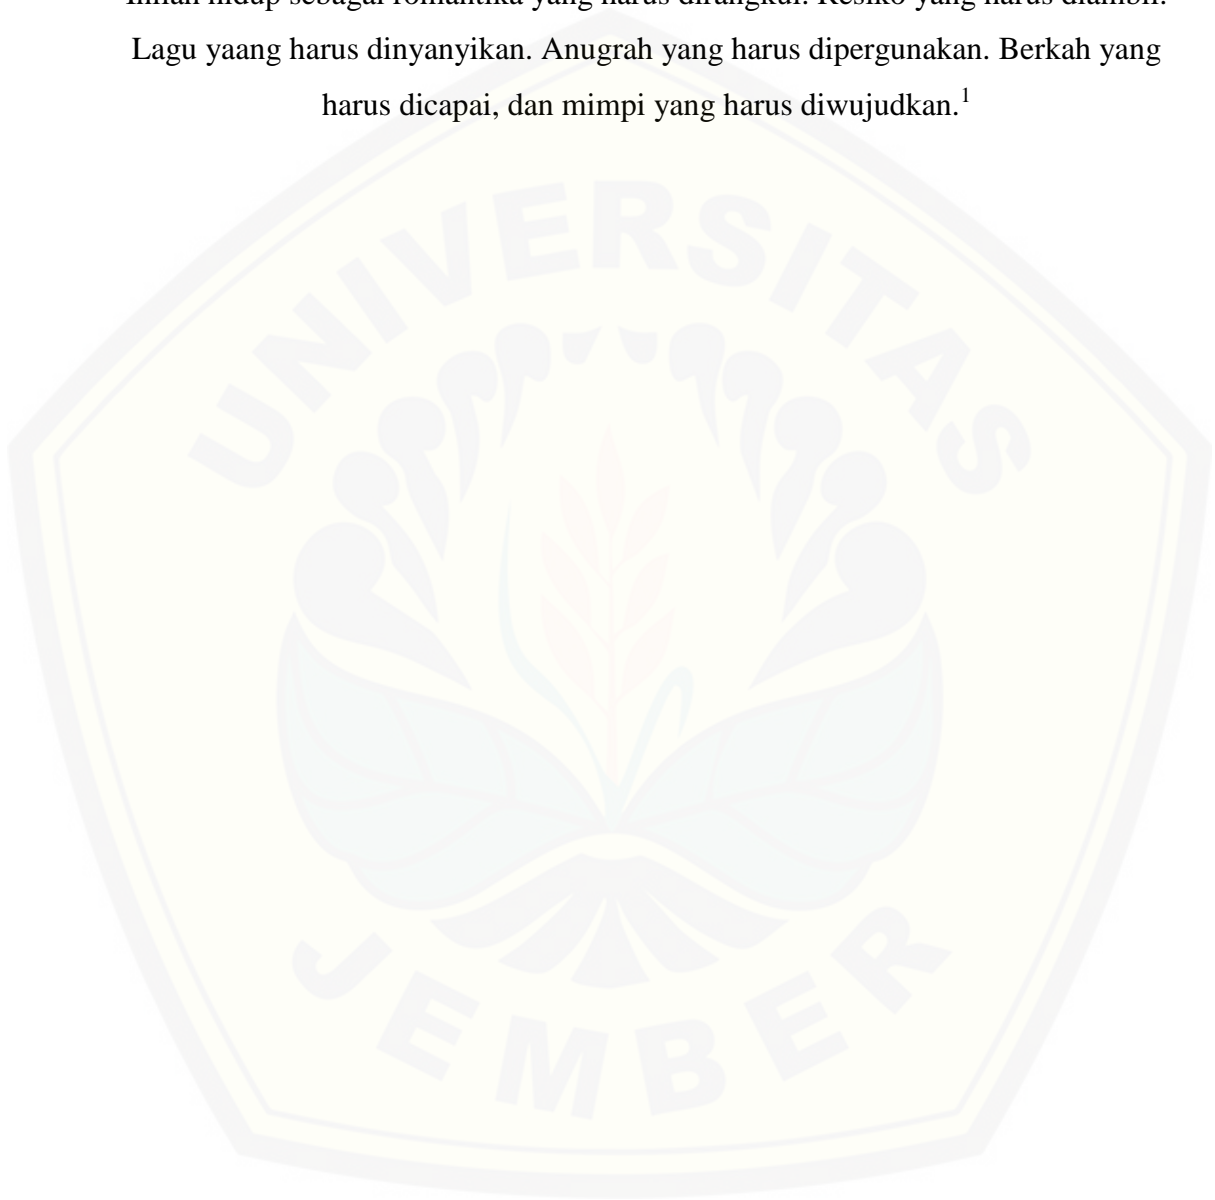 Inilah hidup sebagai romantika yang harus dirangkul. Resiko yang harus diambil.
Lagu yaang harus dinyanyikan. Anugrah yang harus dipergunakan. Berkah yang
harus dicapai, dan mimpi yang harus diwujudkan.1
UNIVERSITAS
JEMBER